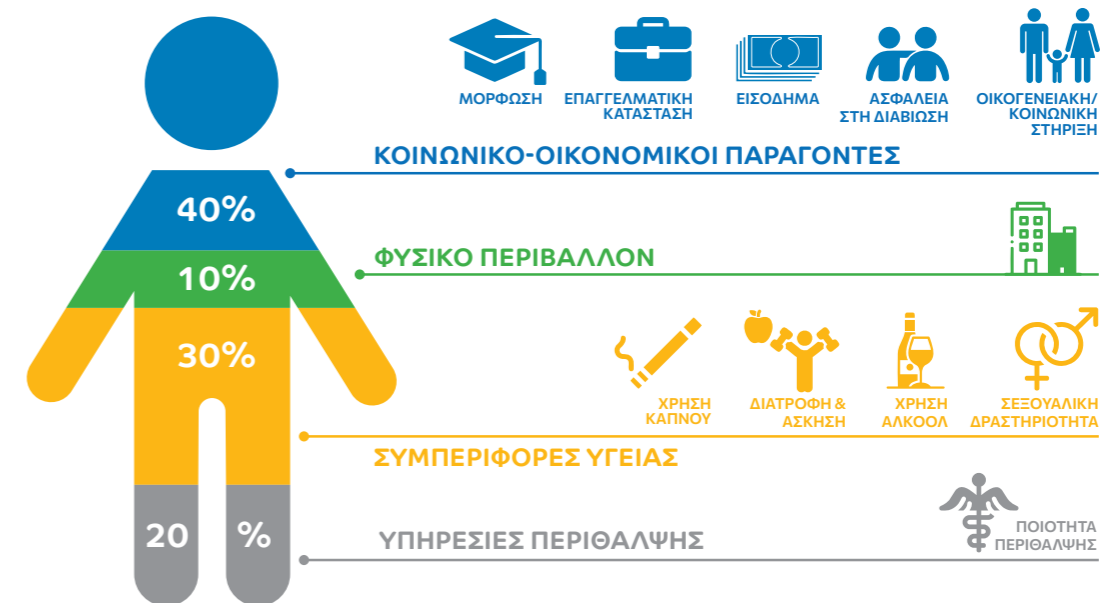 ΜΟΡΦΩΣΗ
ΕΠΑΓΓΕΛΜΑΤΙΚΗ
ΚΑΤΑΣΤΑΣΗ
ΕΙΣΟΔΗΜΑ
ΑΣΦΑΛΕΙΑ
ΣΤΗ ΔΙΑΒΙΩΣΗ
ΟΙΚΟΓΕΝΕΙΑΚΗ/
ΚΟΙΝΩΝΙΚΗ
ΣΤΗΡΙΞΗ
ΚΟΙΝΩΝΙΚΟ-ΟΙΚΟΝΟΜΙΚΟΙ ΠΑΡΑΓΟΝΤΕΣ
40%
ΦΥΣΙΚΟ ΠΕΡΙΒΑΛΛΟΝ
10%
30%
ΧΡΗΣΗ
ΚΑΠΝΟΥ
ΔΙΑΤΡΟΦΗ &
ΑΣΚΗΣΗ
ΧΡΗΣΗ
ΑΛΚΟΟΛ
ΣΕΞΟΥΑΛΙΚΗ
ΔΡΑΣΤΗΡΙΟΤΗΤΑ
ΣΥΜΠΕΡΙΦΟΡΕΣ ΥΓΕΙΑΣ
20 %
ΥΠΗΡΕΣΙΕΣ ΠΕΡΙΘΑΛΨΗΣ
ΠΟΙΟΤΗΤΑ
ΠΕΡΙΘΑΛΨΗΣ